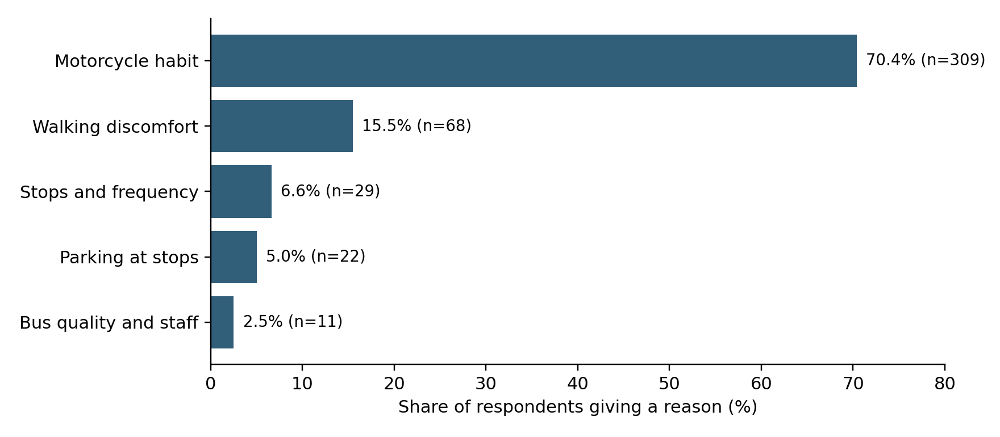 Motorcycle habit 70.4% (n=309)
Walking discomfort 15.5% (n=68)
Stops and frequency 6.6% (n=29)
Parking at stops 5.0% (n=22)
Bus quality and staff 2.5% (n=11)
0 10 20 30 40 50 60 70 80
Share of respondents giving a reason (%)